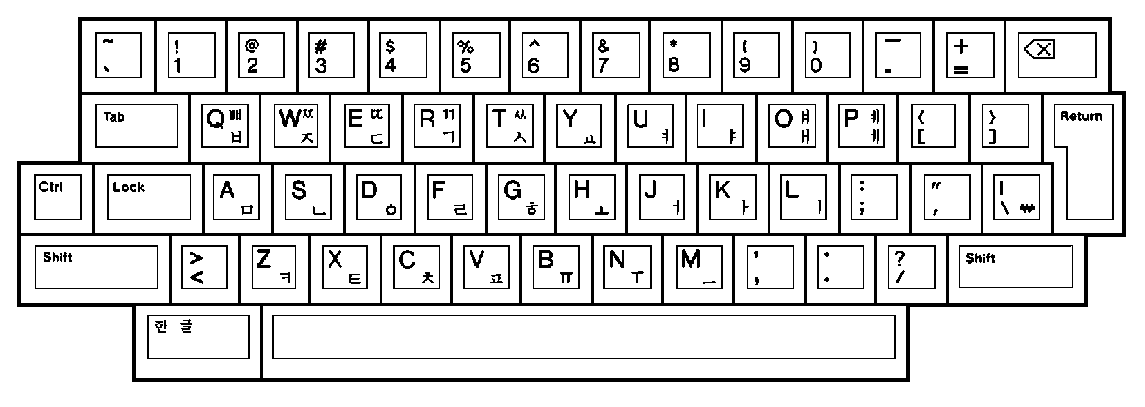 ~ ! @ # $ % ^ & * ( ) — +
` 1 2 3 4 5 6 7 8 9 0 - =
Tab Q ㅃ W ㅉ E ㄸ R ㄲ T ㅆ Y U I O ㅒ P ㅖ { } Return
ㅂ ㅈ ㄷ ㄱ ㅅ ㅛ ㅕ ㅑ ㅐ ㅔ [ ]
Ctrl Lock A S D F G H J K L : " |
ㅁ ㄴ ㅇ ㄹ ㅎ ㅗ ㅓ ㅏ ㅣ ; ' \ ₩
Shift > Z X C V B N M ' . ? Shift
< ㅋ ㅌ ㅊ ㅍ ㅠ ㅜ ㅡ , . /
한 글